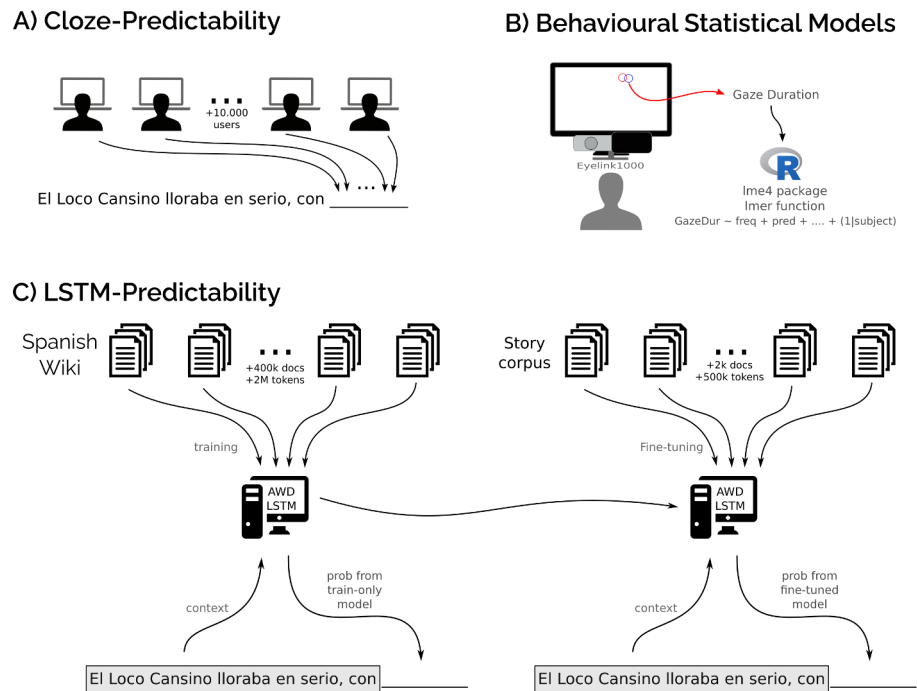 A) Cloze-Predictability
+10.000
users
El Loco Cansino lloraba en serio, con ________
B) Behavioural Statistical Models
Gaze Duration
Eyelink1000
R
lme4 package
lmer function
GazeDur ~ freq + pred + .... + (1|subject)
C) LSTM-Predictability
Spanish
Wiki
+400k docs
+2M tokens
training
AWD
LSTM
context
prob from
train-only
model
El Loco Cansino lloraba en serio, con ________
Story
corpus
+2k docs
+500k tokens
Fine-tuning
AWD
LSTM
context
prob from
fine-tuned
model
El Loco Cansino lloraba en serio, con ________